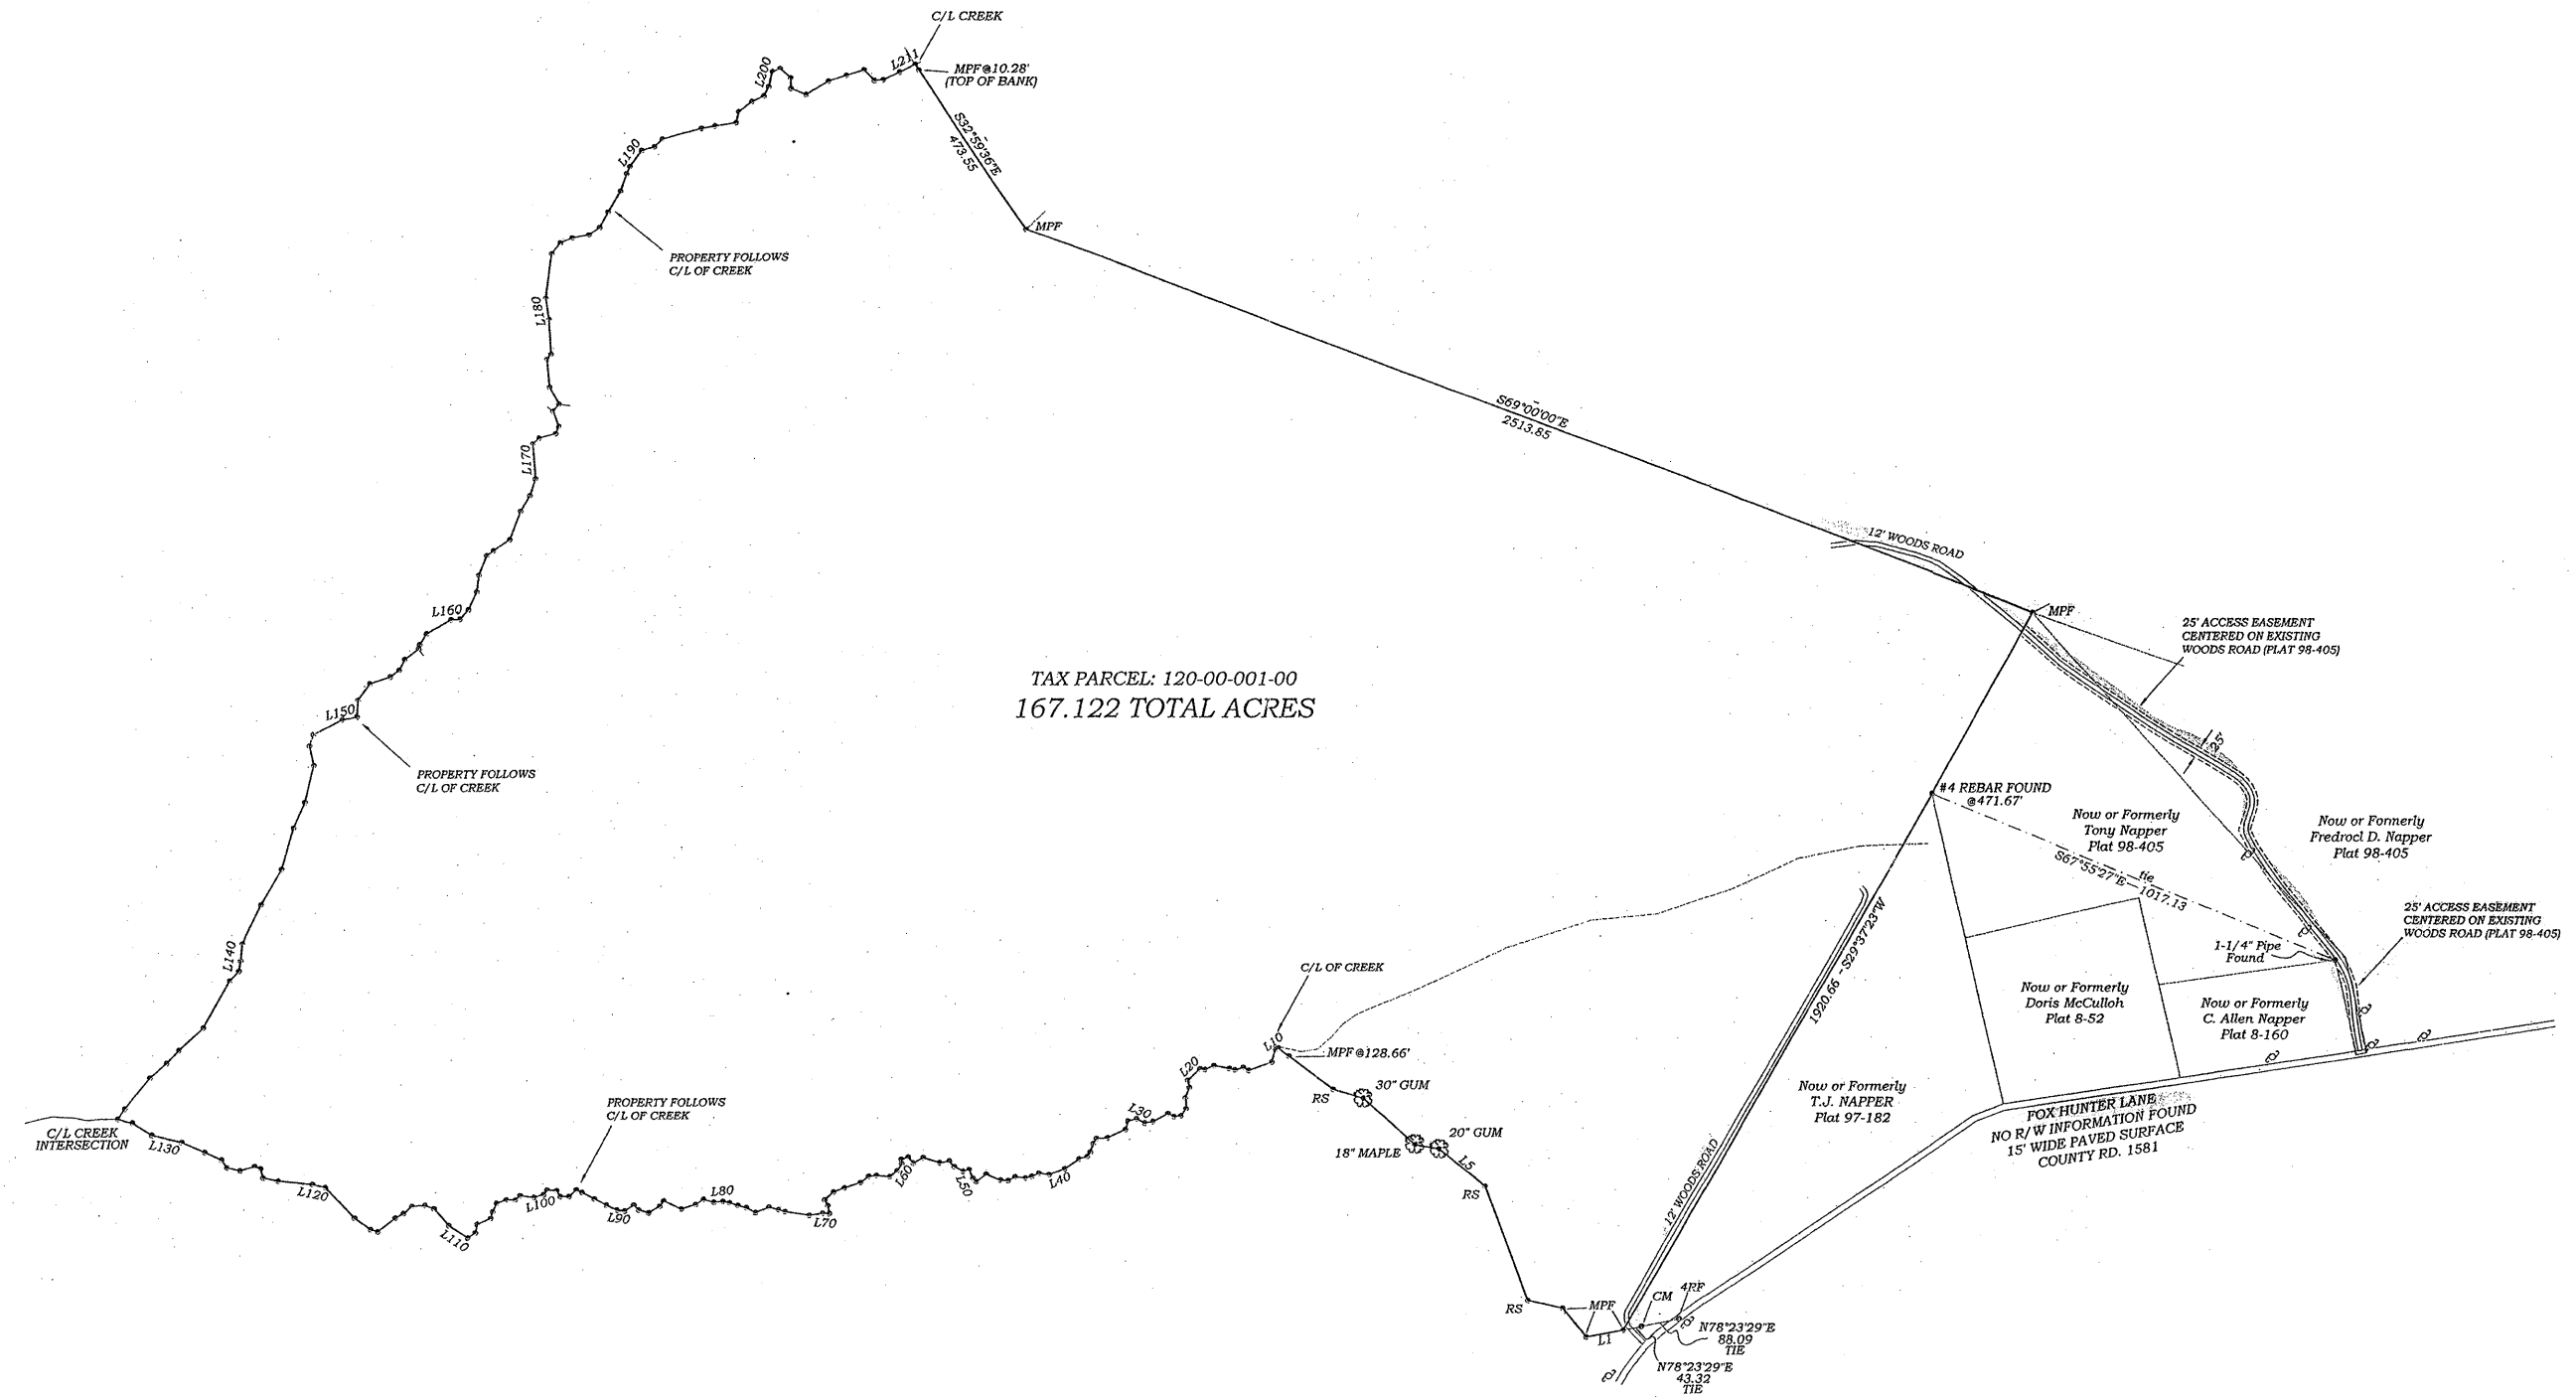 C/L CREEK
L211
MPF@10.28'
(TOP OF BANK)
L200
S32°59'36"E
473.55
L190
MPF
PROPERTY FOLLOWS
C/L OF CREEK
L180
S69°00'00"E
2513.85
L170
12' WOODS ROAD
MPF
L160
25' ACCESS EASEMENT
CENTERED ON EXISTING
WOODS ROAD (PLAT 98-405)
TAX PARCEL: 120-00-001-00
167.122 TOTAL ACRES
L150
25'
PROPERTY FOLLOWS
C/L OF CREEK
#4 REBAR FOUND
@471.67'
Now or Formerly
Tony Napper
Plat 98-405
Now or Formerly
Fredrocl D. Napper
Plat 98-405
S67°55'27"E
tie
1017.13
25' ACCESS EASEMENT
CENTERED ON EXISTING
WOODS ROAD (PLAT 98-405)
1-1/4" Pipe
Found
L140
1920.66 - S29°37'23"W
C/L OF CREEK
Now or Formerly
Doris McCulloh
Plat 8-52
Now or Formerly
C. Allen Napper
Plat 8-160
L10
MPF@128.66'
L20
30" GUM
RS
Now or Formerly
T.J. NAPPER
Plat 97-182
FOX HUNTER LANE
NO R/W INFORMATION FOUND
15' WIDE PAVED SURFACE
COUNTY RD. 1581
PROPERTY FOLLOWS
C/L OF CREEK
L30
C/L CREEK
INTERSECTION
L130
20" GUM
18" MAPLE
L5
RS
L120
L110
L100
L90
L80
L70
L60
L50
L40
12' WOODS ROAD
RS
MPF
L1
CM
4RF
N78°23'29"E
88.09
TIE
N78°23'29"E
43.32
TIE